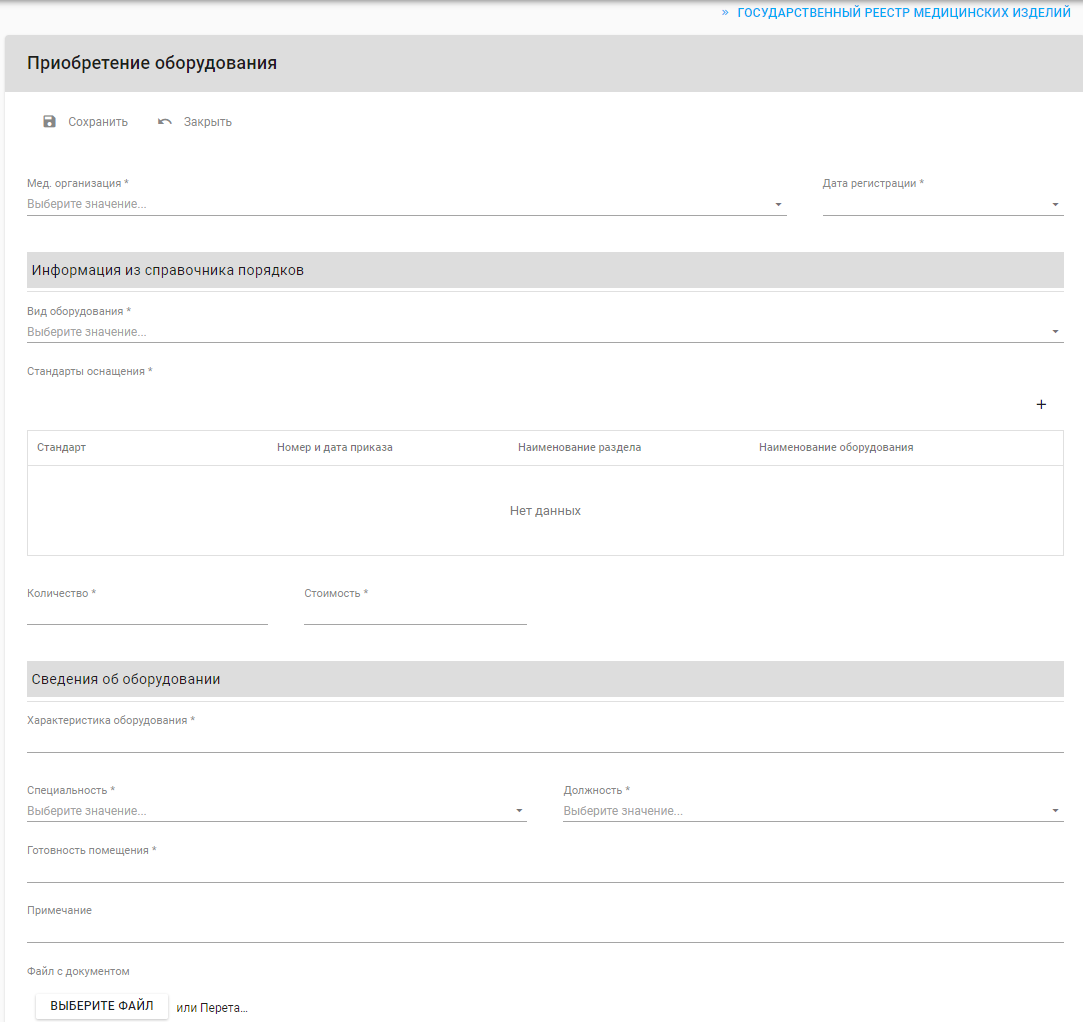 » ГОСУДАРСТВЕННЫЙ РЕЕСТР МЕДИЦИНСКИХ ИЗДЕЛИЙ
Приобретение оборудования
Сохранить Закрыть
Мед. организация * Дата регистрации *
Выберите значение...
Информация из справочника порядков
Вид оборудования *
Выберите значение...
Стандарты оснащения *
+
Стандарт Номер и дата приказа Наименование раздела Наименование оборудования
Нет данных
Количество * Стоимость *
Сведения об оборудовании
Характеристика оборудования *
Специальность * Должность *
Выберите значение... Выберите значение...
Готовность помещения *
Примечание
Файл с документом
ВЫБЕРИТЕ ФАЙЛ или Перета...